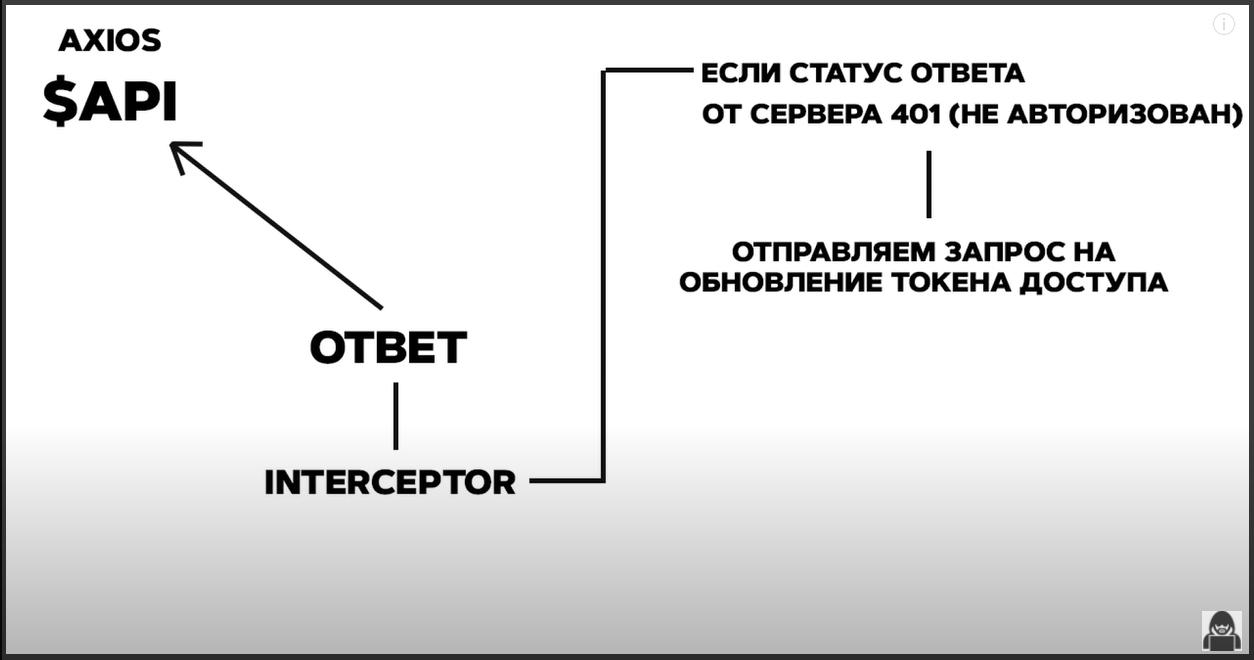 AXIOS
$API
ЕСЛИ СТАТУС ОТВЕТА
ОТ СЕРВЕРА 401 (НЕ АВТОРИЗОВАН)
ОТПРАВЛЯЕМ ЗАПРОС НА
ОБНОВЛЕНИЕ ТОКЕНА ДОСТУПА
ОТВЕТ
INTERCEPTOR